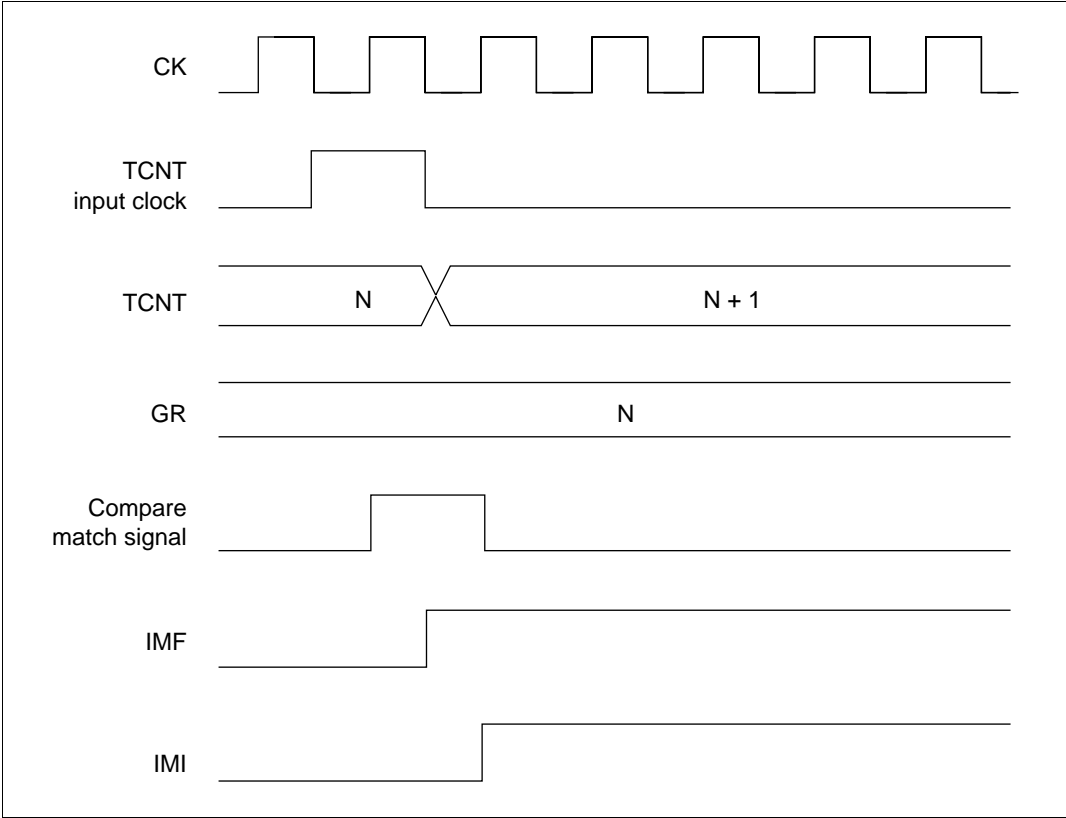 CK
TCNT
input clock
TCNT
N
N + 1
GR
N
Compare
match signal
IMF
IMI